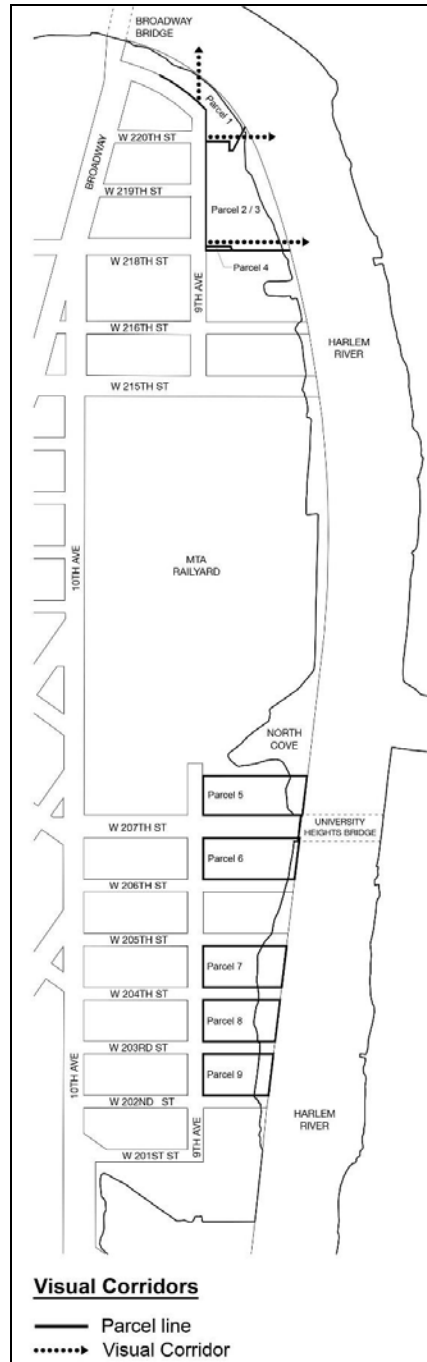 BROADWAY
BRIDGE
Parcel 1
W 220TH ST
BROADWAY
W 219TH ST
Parcel 2 / 3
W 218TH ST
Parcel 4
9TH AVE
W 216TH ST
HARLEM
RIVER
W 215TH ST
10TH AVE
MTA
RAILYARD
NORTH
COVE
Parcel 5
W 207TH ST
UNIVERSITY
HEIGHTS BRIDGE
Parcel 6
W 206TH ST
W 205TH ST
Parcel 7
W 204TH ST
Parcel 8
W 203RD ST
10TH AVE
Parcel 9
W 202ND ST
9TH AVE
HARLEM
RIVER
W 201ST ST
Visual Corridors
Parcel line
Visual Corridor